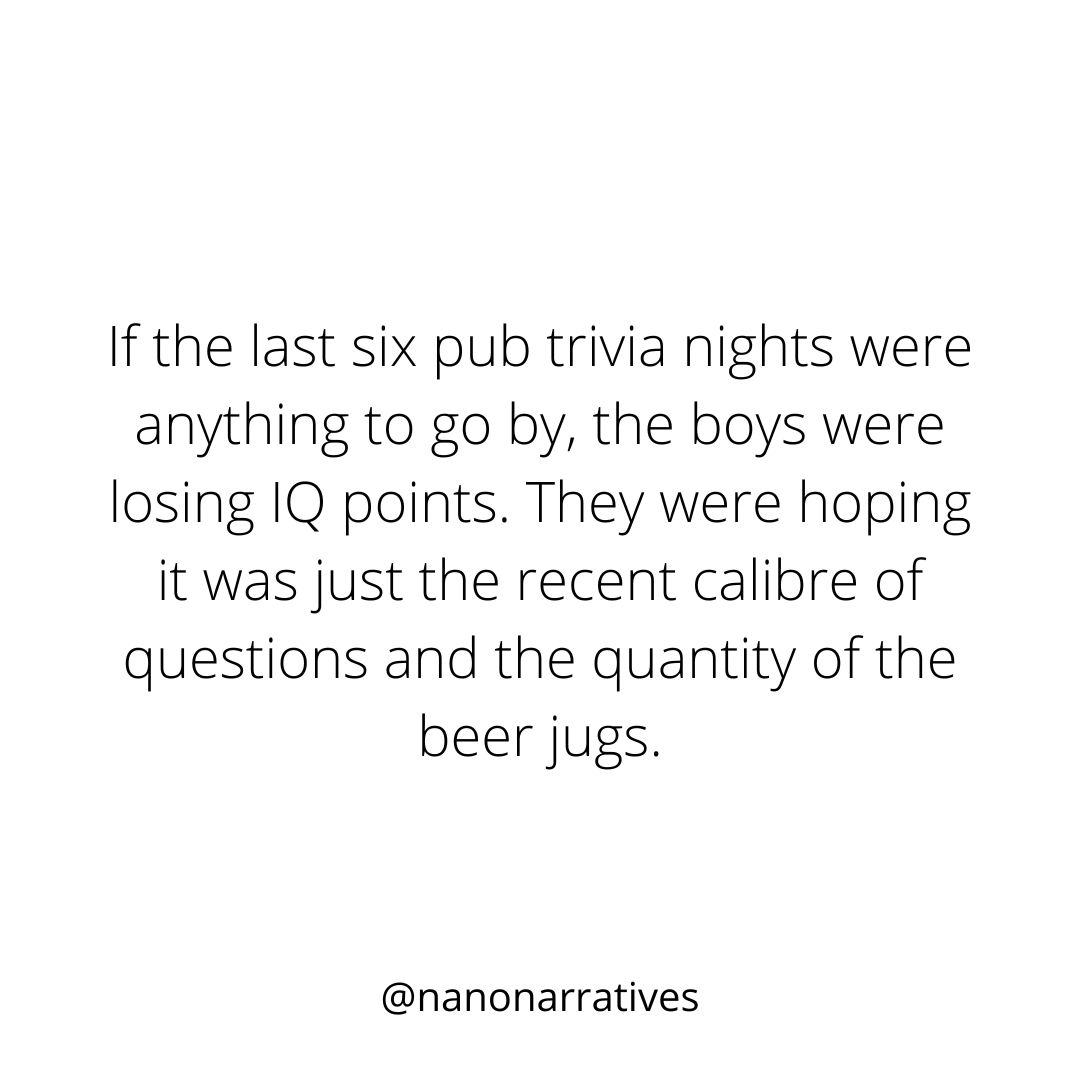 If the last six pub trivia nights were
anything to go by, the boys were
losing IQ points. They were hoping
it was just the recent calibre of
questions and the quantity of the
beer jugs.
@nanonarratives